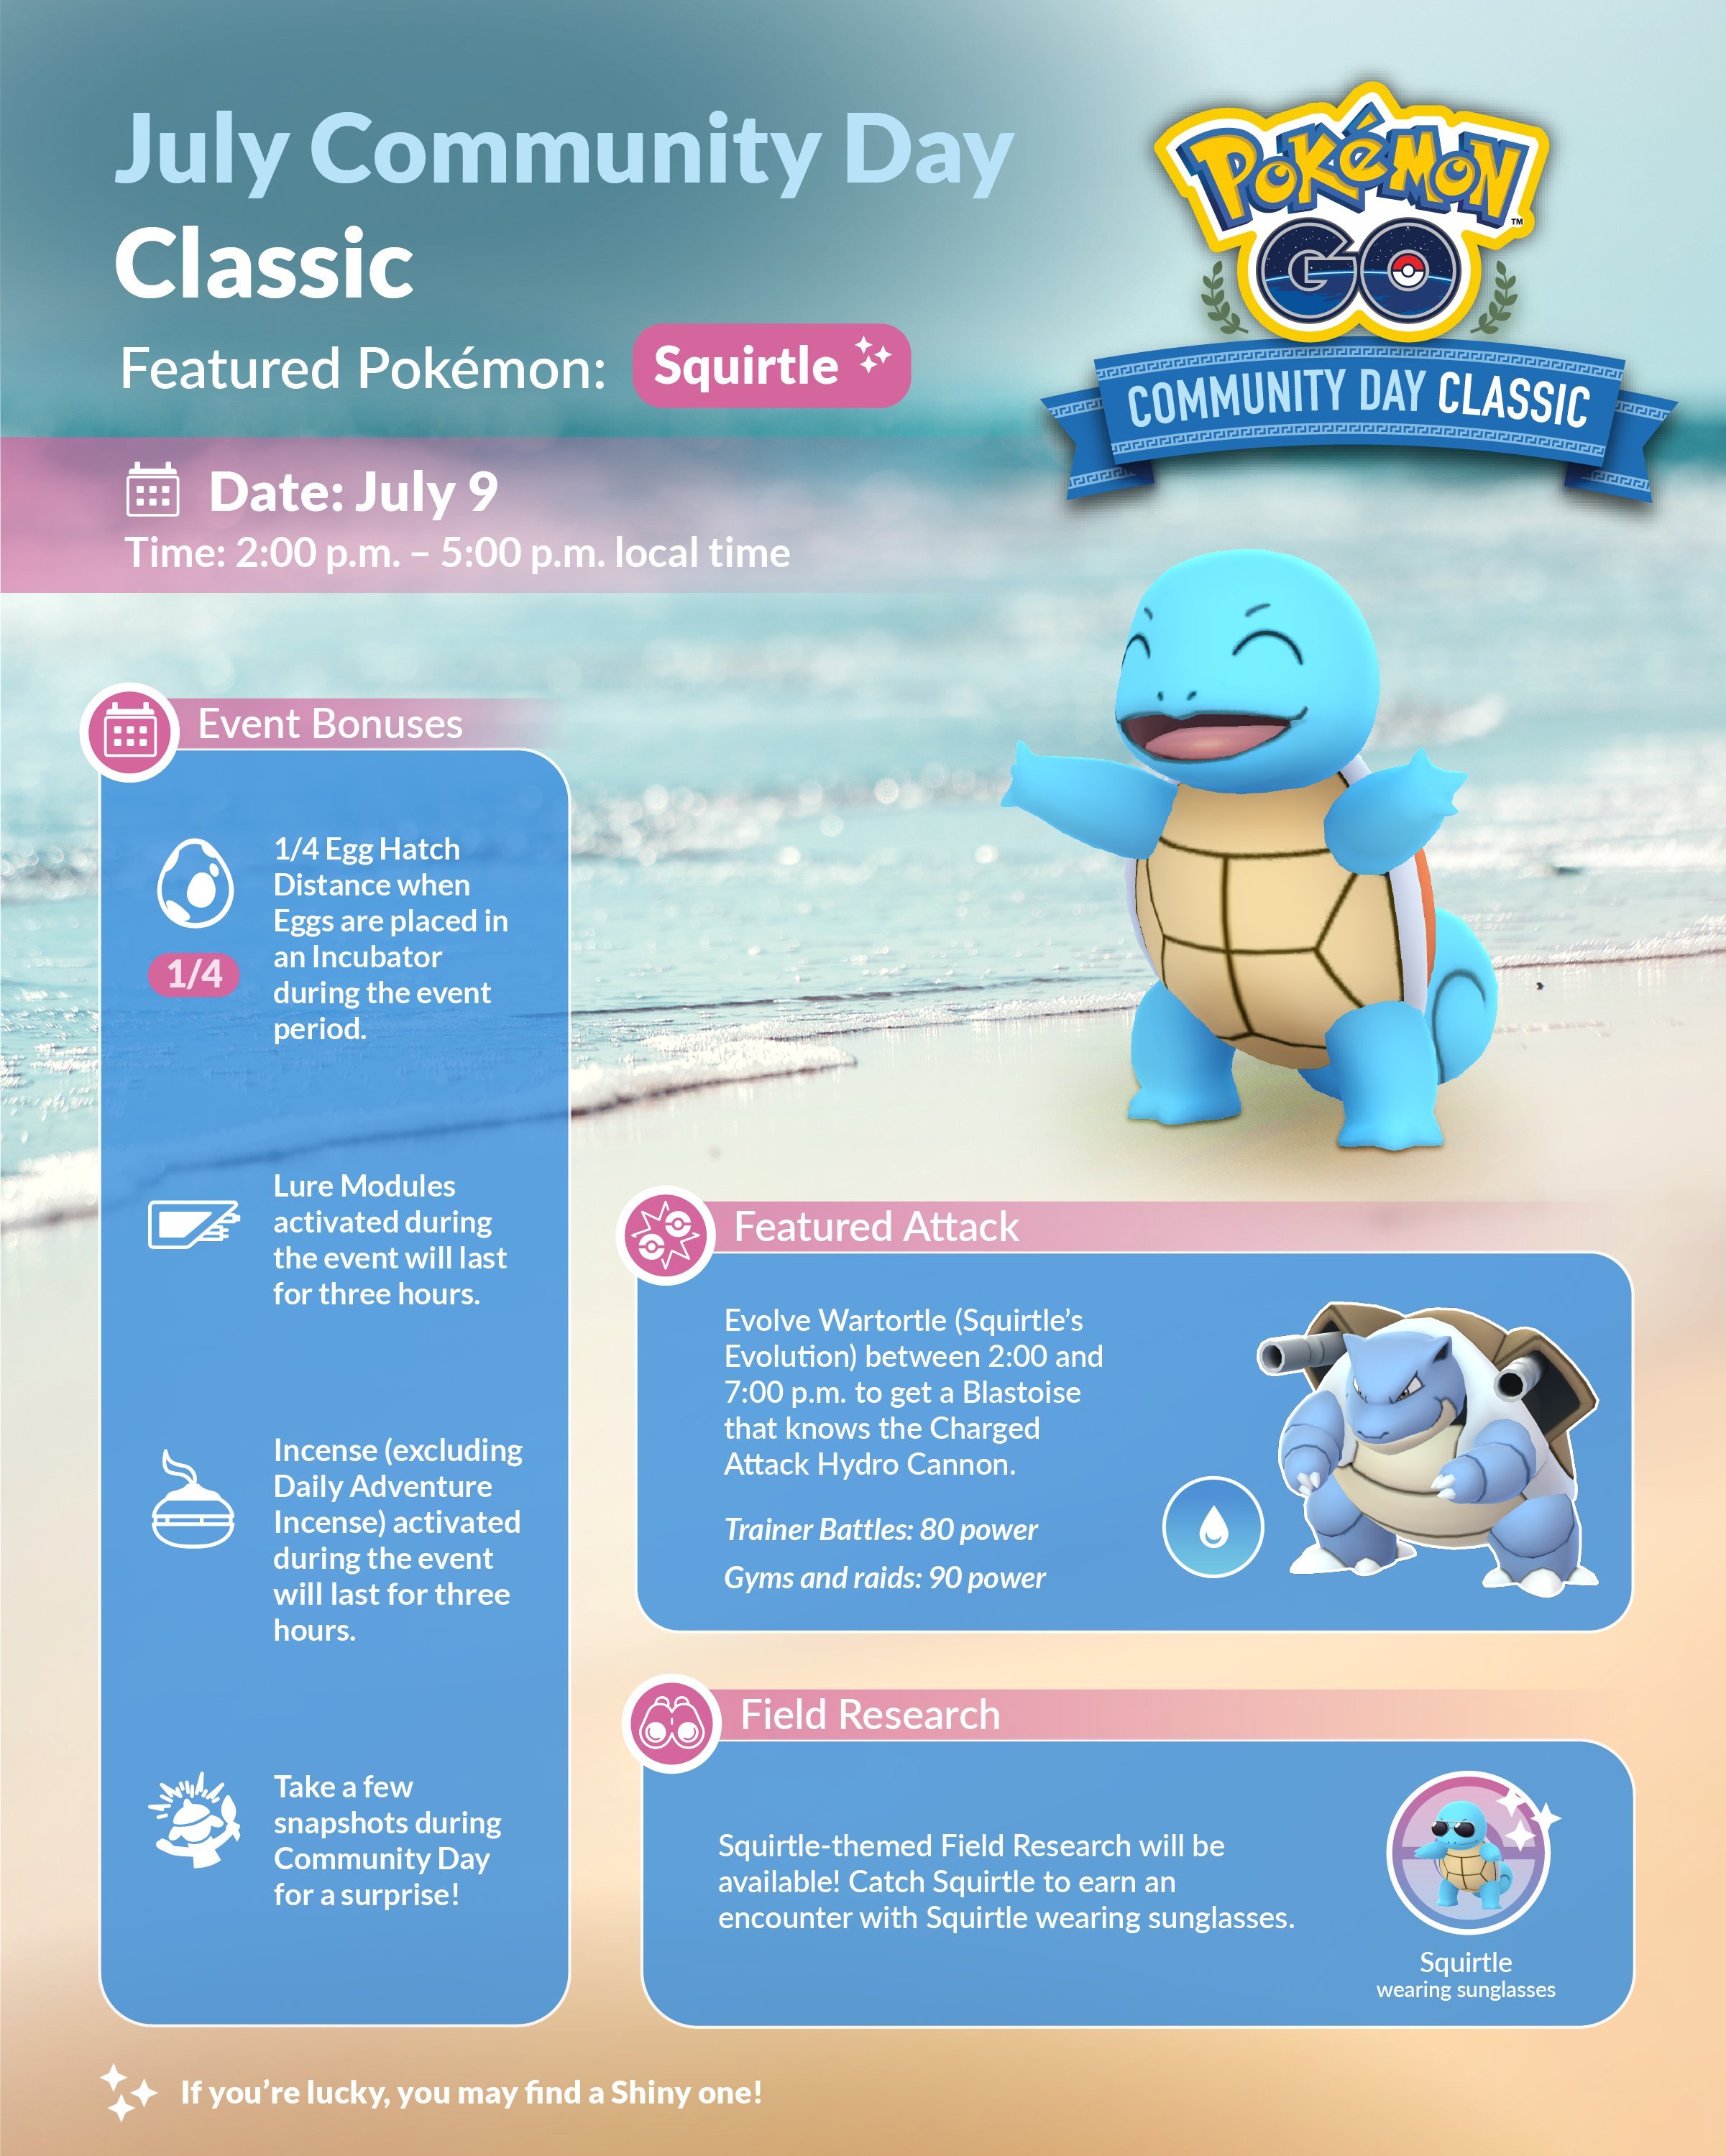 July Community Day
Classic
Featured Pokémon: Squirtle
POKéMON
™
GO
COMMUNITY DAY CLASSIC
Date: July 9
Time: 2:00 p.m. – 5:00 p.m. local time
Event Bonuses
1/4
1/4 Egg Hatch
Distance when
Eggs are placed in
an Incubator
during the event
period.
Lure Modules
activated during
the event will last
for three hours.
Incense (excluding
Daily Adventure
Incense) activated
during the event
will last for three
hours.
Take a few
snapshots during
Community Day
for a surprise!
Featured Attack
Evolve Wartortle (Squirtle’s
Evolution) between 2:00 and
7:00 p.m. to get a Blastoise
that knows the Charged
Attack Hydro Cannon.
Trainer Battles: 80 power
Gyms and raids: 90 power
Field Research
Squirtle-themed Field Research will be
available! Catch Squirtle to earn an
encounter with Squirtle wearing sunglasses.
Squirtle
wearing sunglasses
If you’re lucky, you may find a Shiny one!